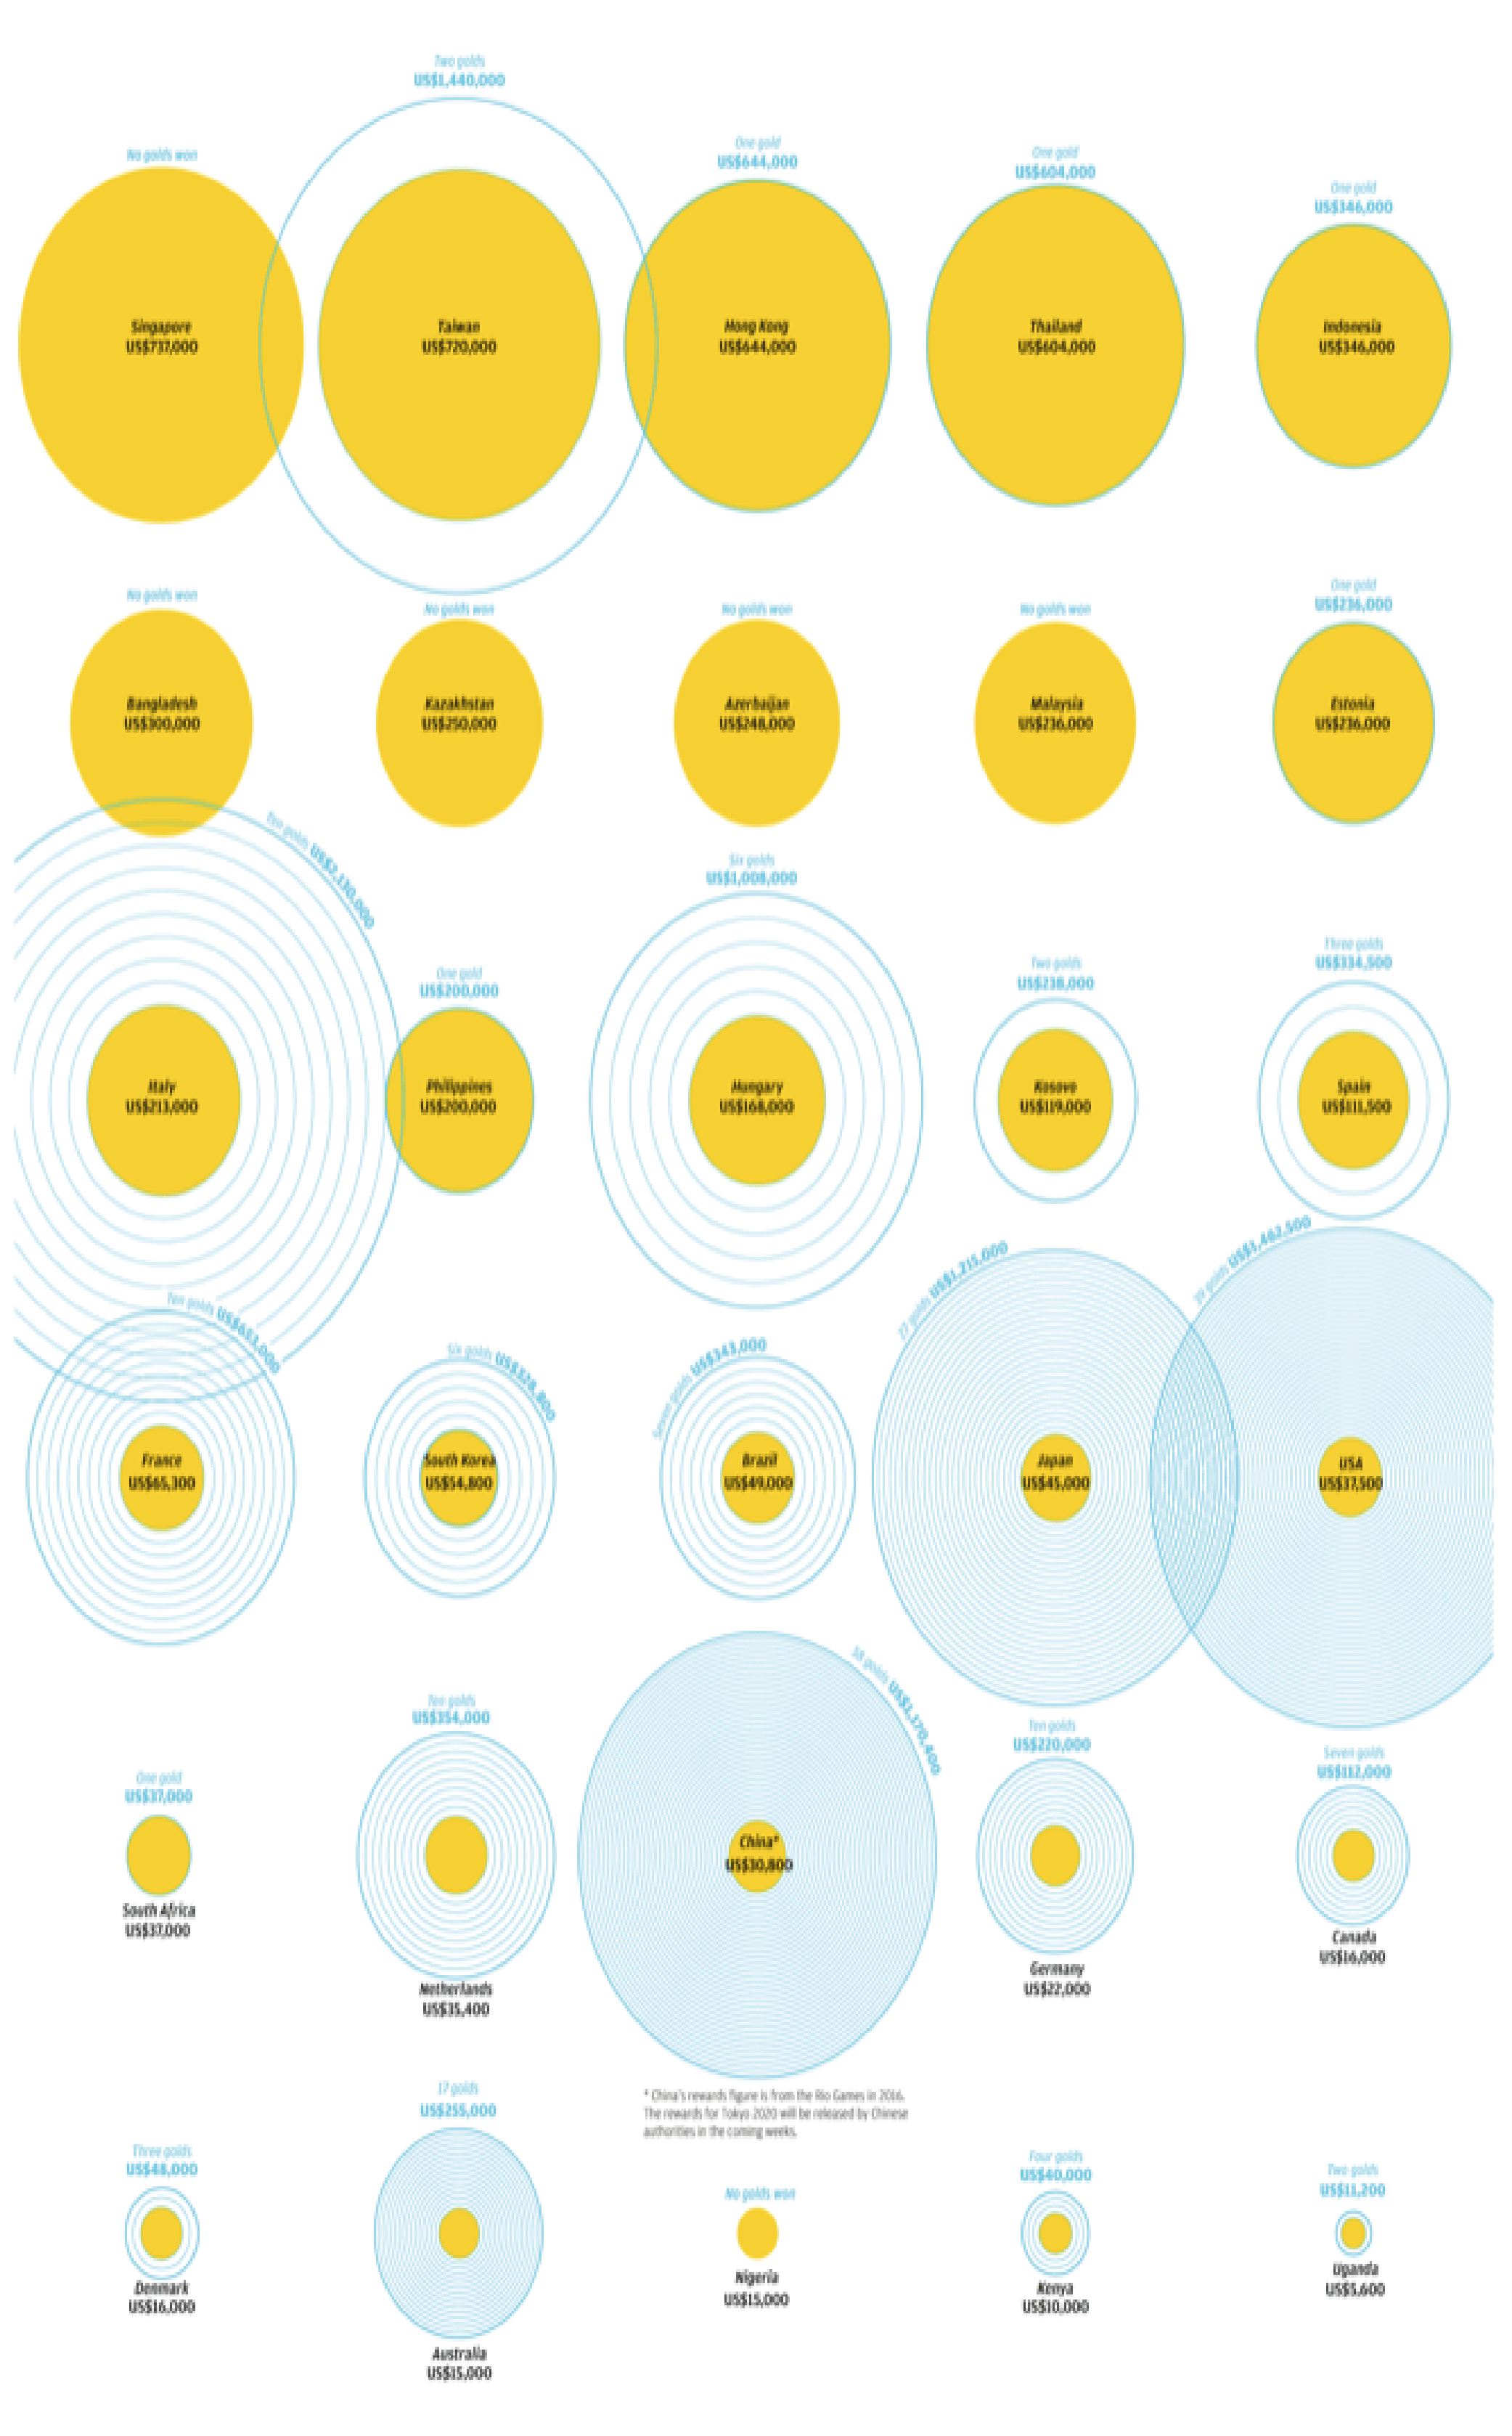 Two golds
US$1,440,000
No golds won
One gold
US$644,000
One gold
US$604,000
One gold
US$346,000
Singapore
US$737,000
Taiwan
US$720,000
Hong Kong
US$644,000
Thailand
US$604,000
Indonesia
US$346,000
No golds won
No golds won
No golds won
No golds won
One gold
US$236,000
Bangladesh
US$300,000
Kazakhstan
US$250,000
Azerbaijan
US$248,000
Malaysia
US$236,000
Estonia
US$236,000
Ten golds US$2,130,000
One gold
US$200,000
Six golds
US$1,008,000
Two golds
US$238,000
Three golds
US$334,500
Italy
US$213,000
Philippines
US$200,000
Hungary
US$168,000
Kosovo
US$119,000
Spain
US$111,500
Ten golds US$653,000
Six golds US$328,800
Seven golds US$343,000
27 golds US$1,215,000
39 golds US$1,462,500
France
US$65,300
South Korea
US$54,800
Brazil
US$49,000
Japan
US$45,000
USA
US$37,500
One gold
US$37,000
Ten golds
US$354,000
38 golds US$1,170,400
Ten golds
US$220,000
Seven golds
US$112,000
South Africa
US$37,000
Netherlands
US$35,400
China*
US$30,800
Germany
US$22,000
Canada
US$16,000
* China's rewards figure is from the Rio Games in 2016.
The rewards for Tokyo 2020 will be released by Chinese
authorities in the coming weeks.
Three golds
US$48,000
17 golds
US$255,000
No golds won
Four golds
US$40,000
Two golds
US$11,200
Denmark
US$16,000
Australia
US$15,000
Nigeria
US$15,000
Kenya
US$10,000
Uganda
US$5,600